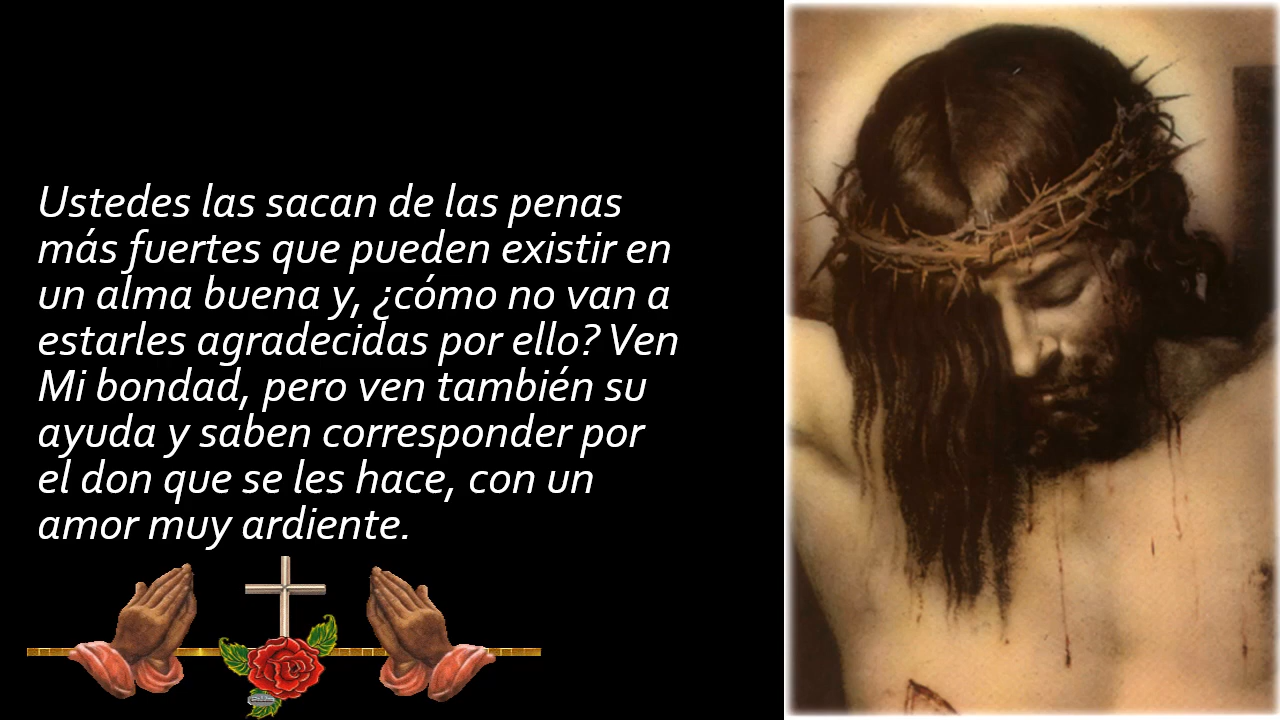 Ustedes las sacan de las penas
más fuertes que pueden existir en
un alma buena y, ¿cómo no van a
estarles agradecidas por ello? Ven
Mi bondad, pero ven también su
ayuda y saben corresponder por
el don que se les hace, con un
amor muy ardiente.